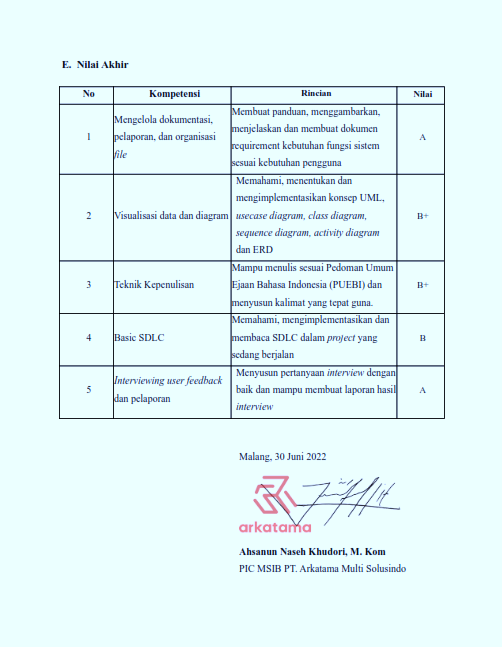 E. Nilai Akhir
No Kompetensi Rincian Nilai
1
Mengelola dokumentasi,
pelaporan, dan organisasi
file
Membuat panduan, menggambarkan,
menjelaskan dan membuat dokumen
requirement kebutuhan fungsi sistem
sesuai kebutuhan pengguna
A
2
Visualisasi data dan diagram
Memahami, menentukan dan
mengimplementasikan konsep UML,
usecase diagram, class diagram,
sequence diagram, activity diagram
dan ERD
B+
3
Teknik Kepenulisan
Mampu menulis sesuai Pedoman Umum
Ejaan Bahasa Indonesia (PUEBI) dan
menyusun kalimat yang tepat guna.
B+
4
Basic SDLC
Memahami, mengimplementasikan dan
membaca SDLC dalam project yang
sedang berjalan
B
5
Interviewing user feedback
dan pelaporan
Menyusun pertanyaan interview dengan
baik dan mampu membuat laporan hasil
interview
A
Malang, 30 Juni 2022
arkatama
Ahsanun Naseh Khudori, M. Kom
PIC MSIB PT. Arkatama Multi Solusindo